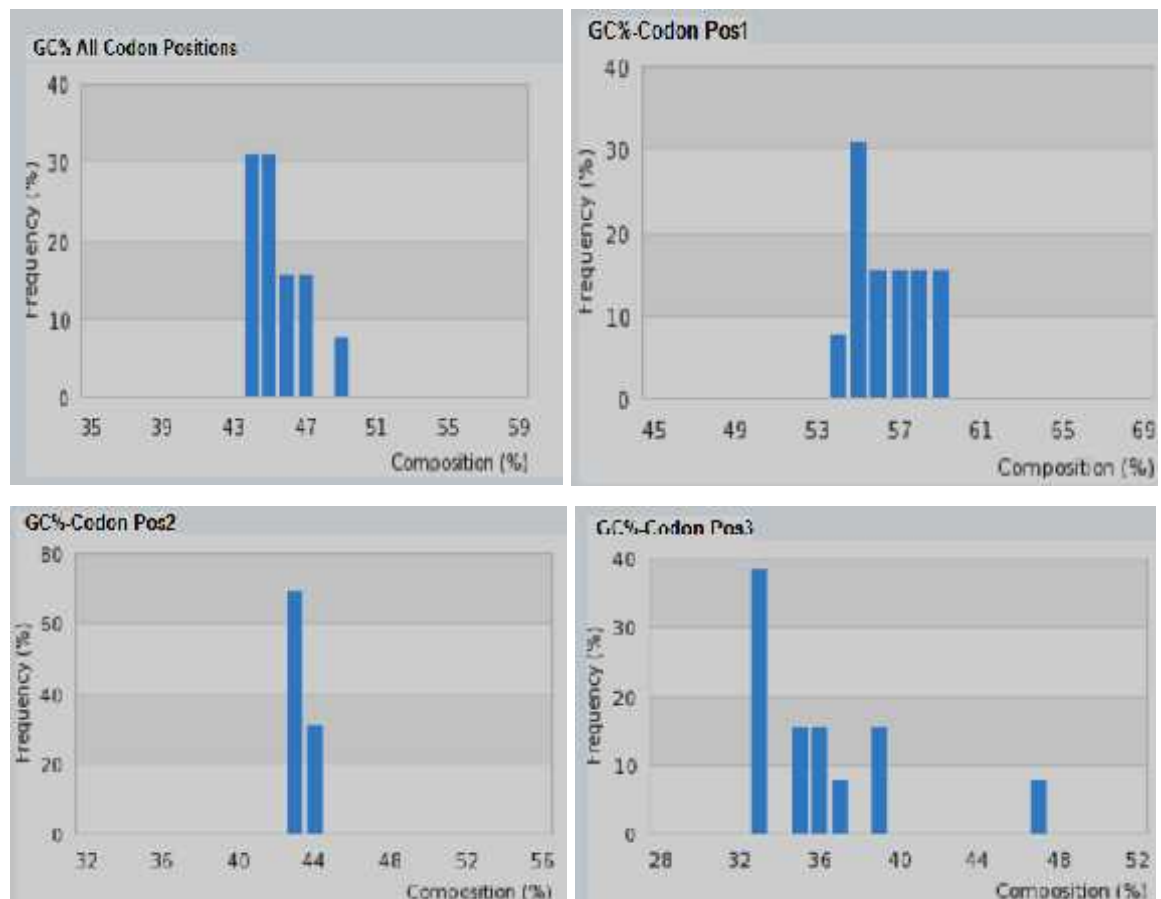 GC% All Codon Positions
40
30
20
10
0
Frequency (%)
35 39 43 47 51 55 59
Composition (%)
GC%-Codon Pos1
40
30
20
10
0
Frequency (%)
45 49 53 57 61 65 69
Composition (%)
GC%-Codon Pos2
80
60
40
20
0
Frequency (%)
32 36 40 44 48 52 56
Composition (%)
GC%-Codon Pos3
40
30
20
10
0
Frequency (%)
28 32 36 40 44 48 52
Composition (%)